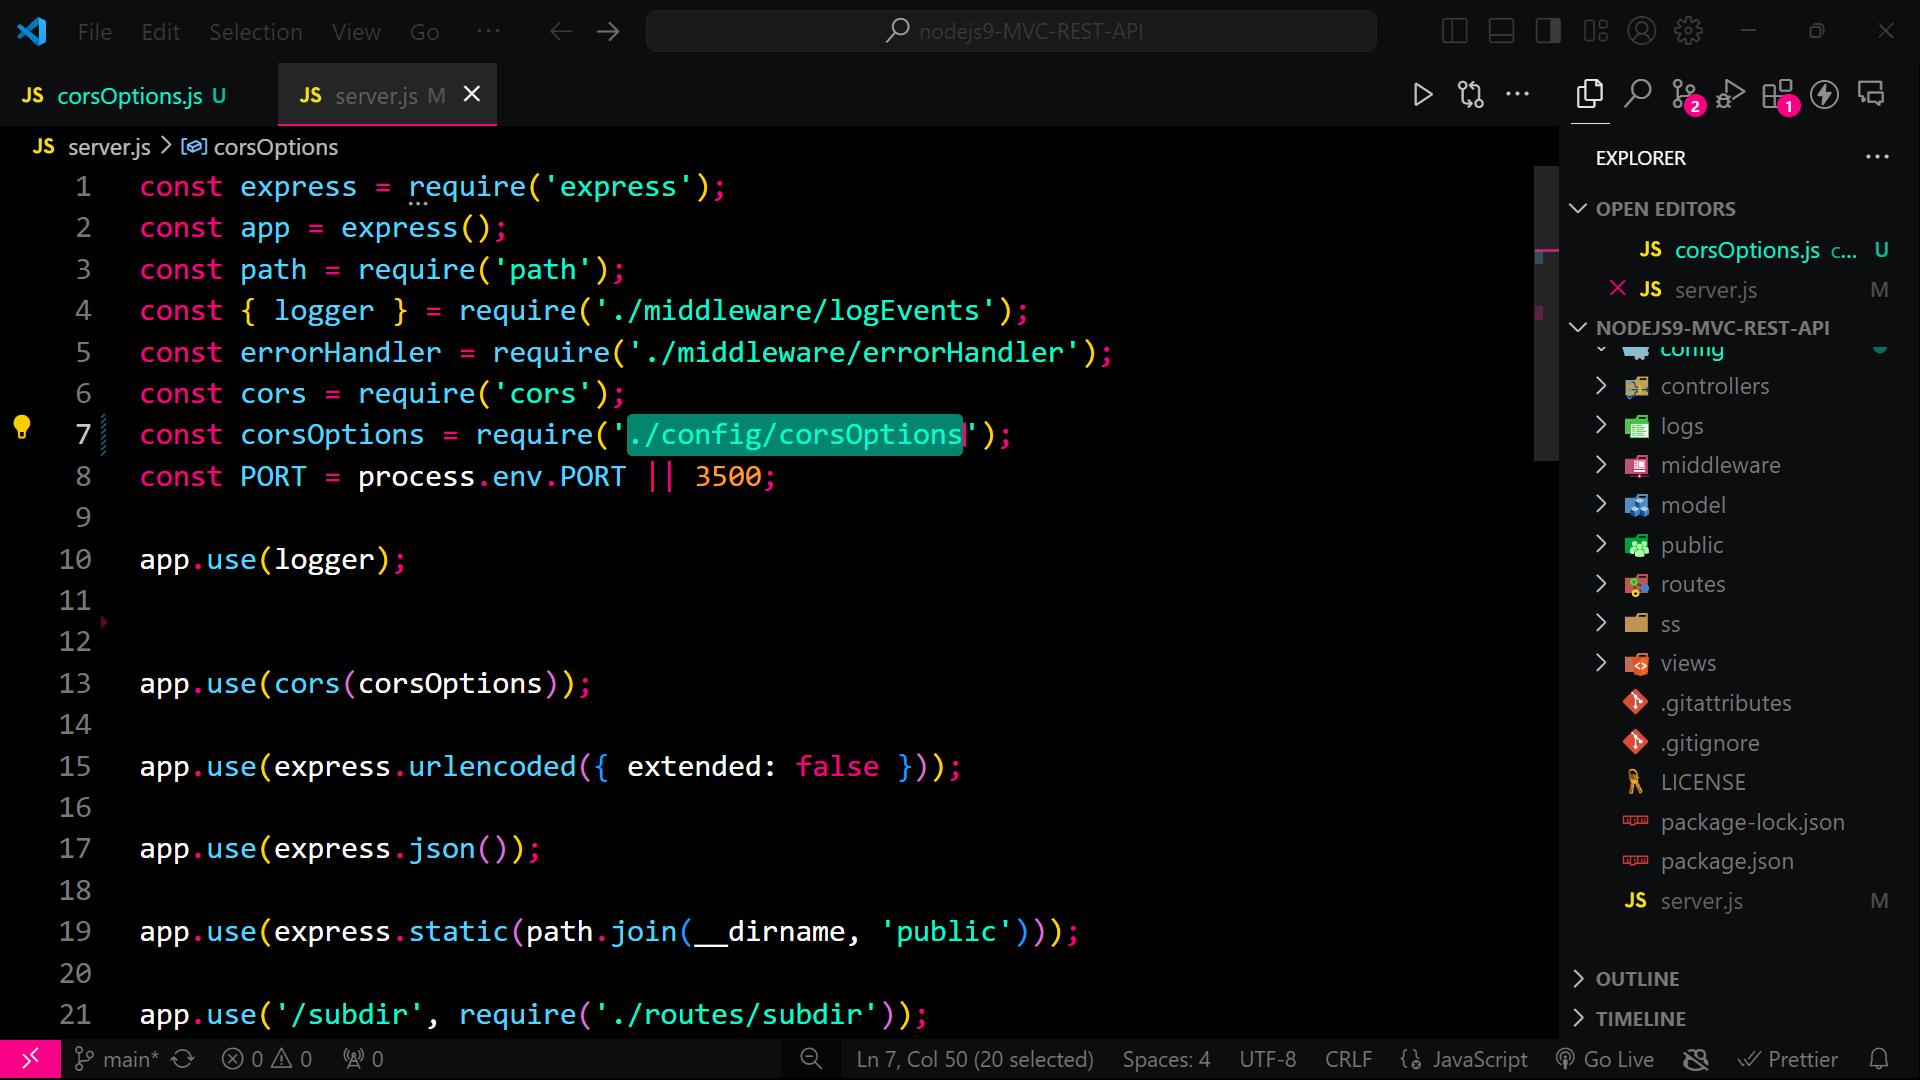 File Edit Selection View Go ··· nodejs9-MVC-REST-API
JS corsOptions.js U JS server.js M
JS server.js > corsOptions
1 const express = require('express');
2 const app = express();
3 const path = require('path');
4 const { logger } = require('./middleware/logEvents');
5 const errorHandler = require('./middleware/errorHandler');
6 const cors = require('cors');
7 const corsOptions = require('./config/corsOptions');
8 const PORT = process.env.PORT || 3500;
9
10 app.use(logger);
11
12
13 app.use(cors(corsOptions));
14
15 app.use(express.urlencoded({ extended: false }));
16
17 app.use(express.json());
18
19 app.use(express.static(path.join(__dirname, 'public')));
20
21 app.use('/subdir', require('./routes/subdir'));
2 1
EXPLORER ···
OPEN EDITORS
JS corsOptions.js c... U
JS server.js M
NODEJS9-MVC-REST-API
config
controllers
logs
middleware
model
public
routes
ss
views
.gitattributes
.gitignore
LICENSE
package-lock.json
package.json
JS server.js M
OUTLINE
TIMELINE
main* 0 0 0 Ln 7, Col 50 (20 selected) Spaces: 4 UTF-8 CRLF JavaScript Go Live Prettier